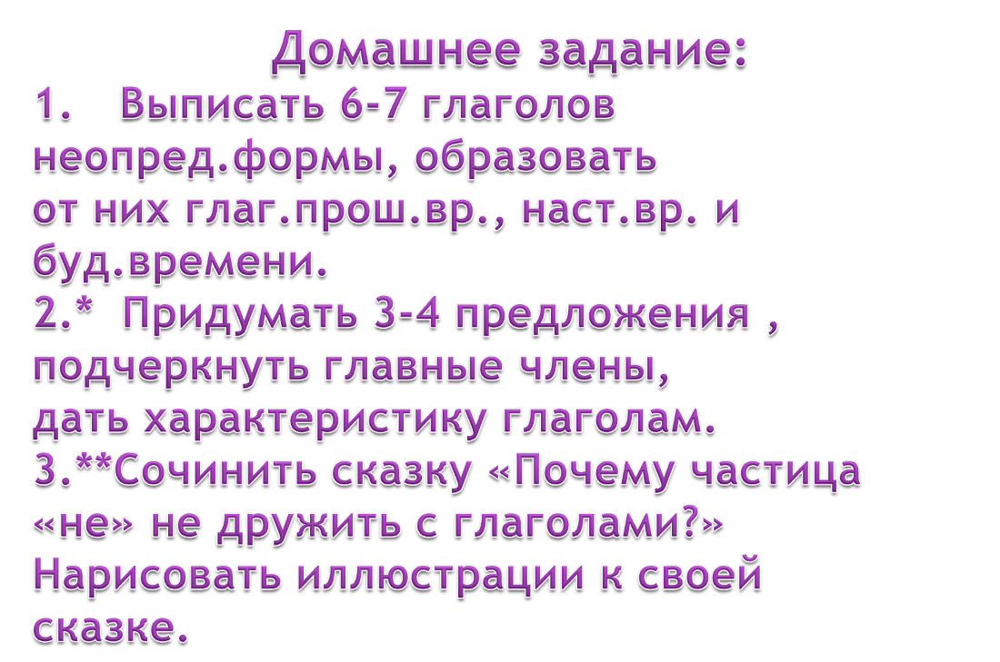 Домашнее задание:
1. Выписать 6-7 глаголов
неопред.формы, образовать
от них глаг.прош.вр., наст.вр. и
буд.времени.
2.* Придумать 3-4 предложения ,
подчеркнуть главные члены,
дать характеристику глаголам.
3.**Сочинить сказку «Почему частица
«не» не дружить с глаголами?»
Нарисовать иллюстрации к своей
сказке.